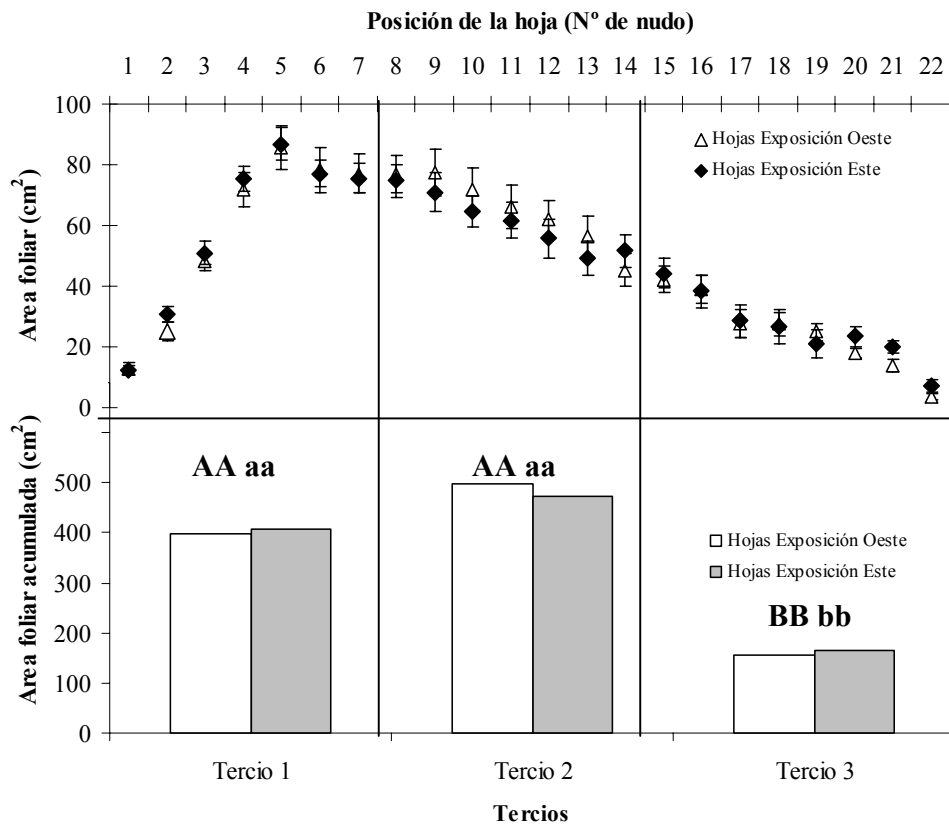 Posición de la hoja (Nº de nudo)
1 2 3 4 5 6 7 8 9 10 11 12 13 14 15 16 17 18 19 20 21 22
Area foliar (cm²)
100
80
60
40
20
0
Hojas Exposición Oeste
Hojas Exposición Este
Area foliar acumulada (cm²)
500
400
300
200
100
0
AA aa
AA aa
BB bb
Hojas Exposición Oeste
Hojas Exposición Este
Tercio 1 Tercio 2 Tercio 3
Tercios